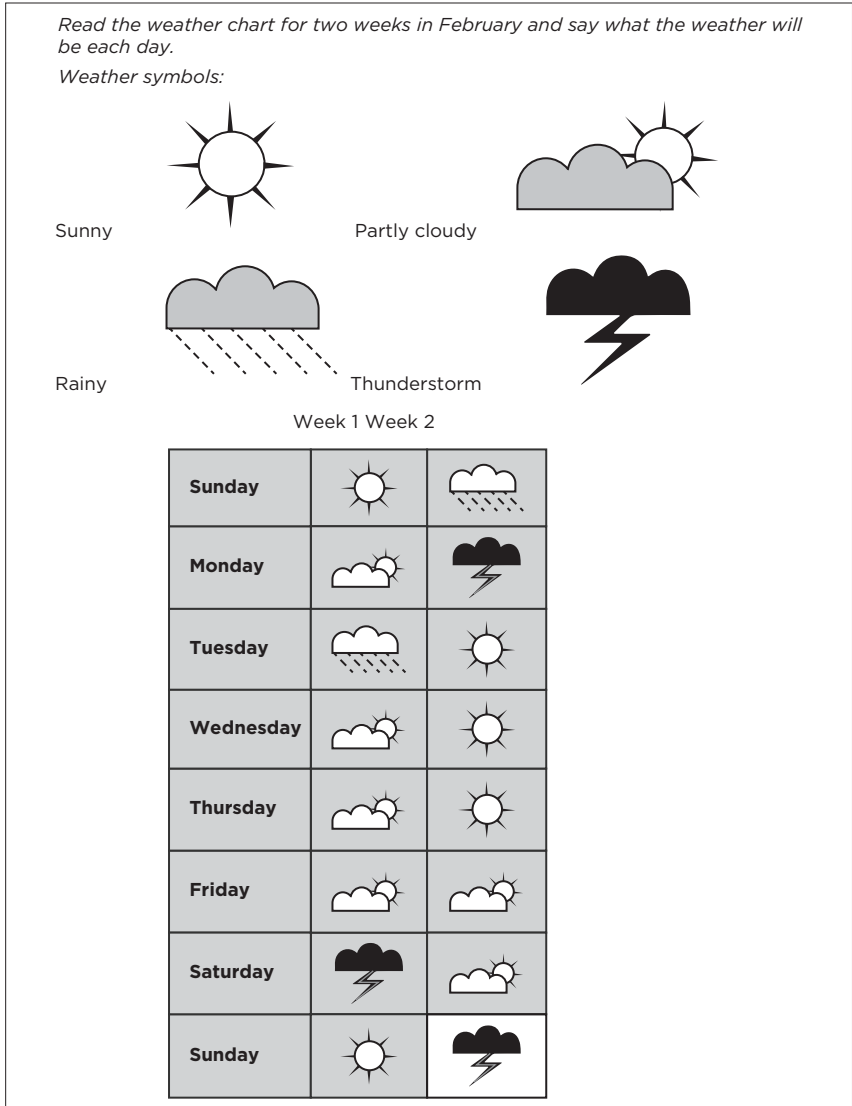 Read the weather chart for two weeks in February and say what the weather will
be each day.
Weather symbols:
Sunny
Partly cloudy
Rainy
Thunderstorm
Week 1 Week 2
Sunday
Monday
Tuesday
Wednesday
Thursday
Friday
Saturday
Sunday